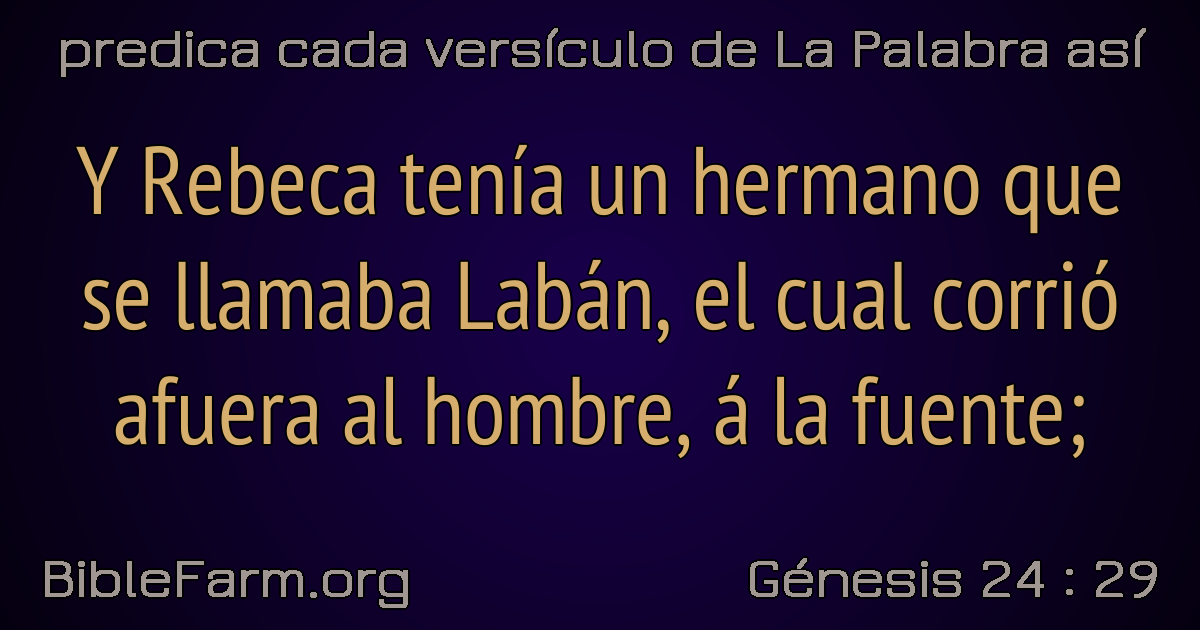 predica cada versículo de La Palabra así
Y Rebeca tenía un hermano que
se llamaba Labán, el cual corrió
afuera al hombre, á la fuente;
BibleFarm.org
Génesis 24 : 29